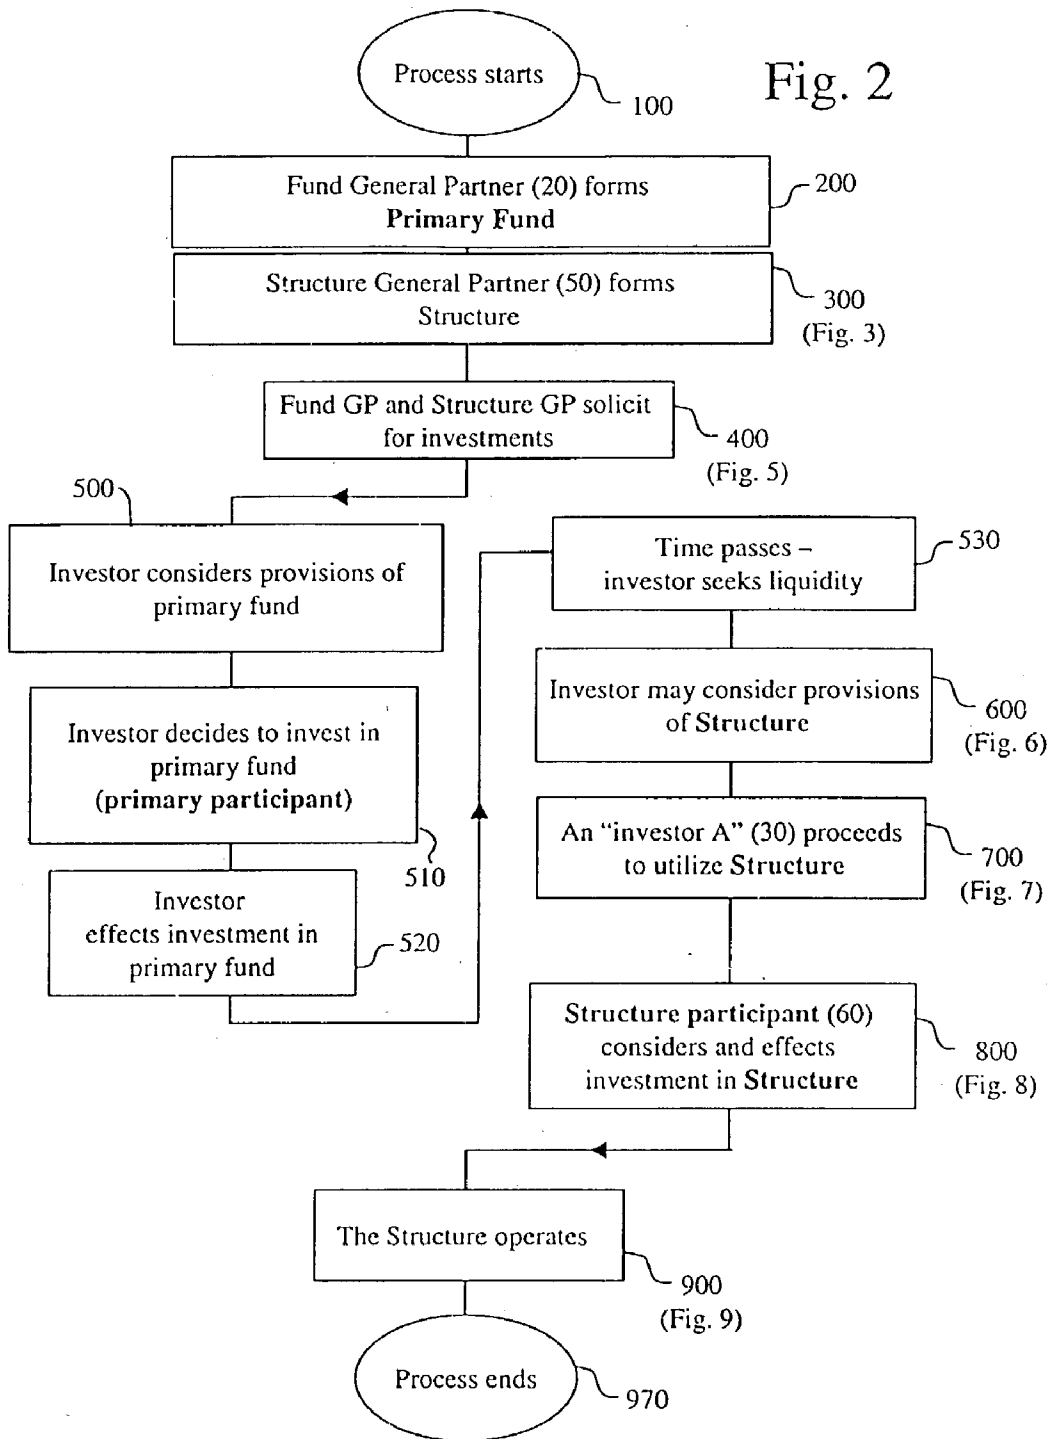 Fig. 2
Process starts
100
Fund General Partner (20) forms
Primary Fund
200
Structure General Partner (50) forms
Structure
300
(Fig. 3)
Fund GP and Structure GP solicit
for investments
400
(Fig. 5)
500
Investor considers provisions of
primary fund
Investor decides to invest in
primary fund
(primary participant)
510
Investor
effects investment in
primary fund
520
Time passes –
investor seeks liquidity
530
Investor may consider provisions
of Structure
600
(Fig. 6)
An “investor A” (30) proceeds
to utilize Structure
700
(Fig. 7)
Structure participant (60)
considers and effects
investment in Structure
800
(Fig. 8)
The Structure operates
900
(Fig. 9)
Process ends
970